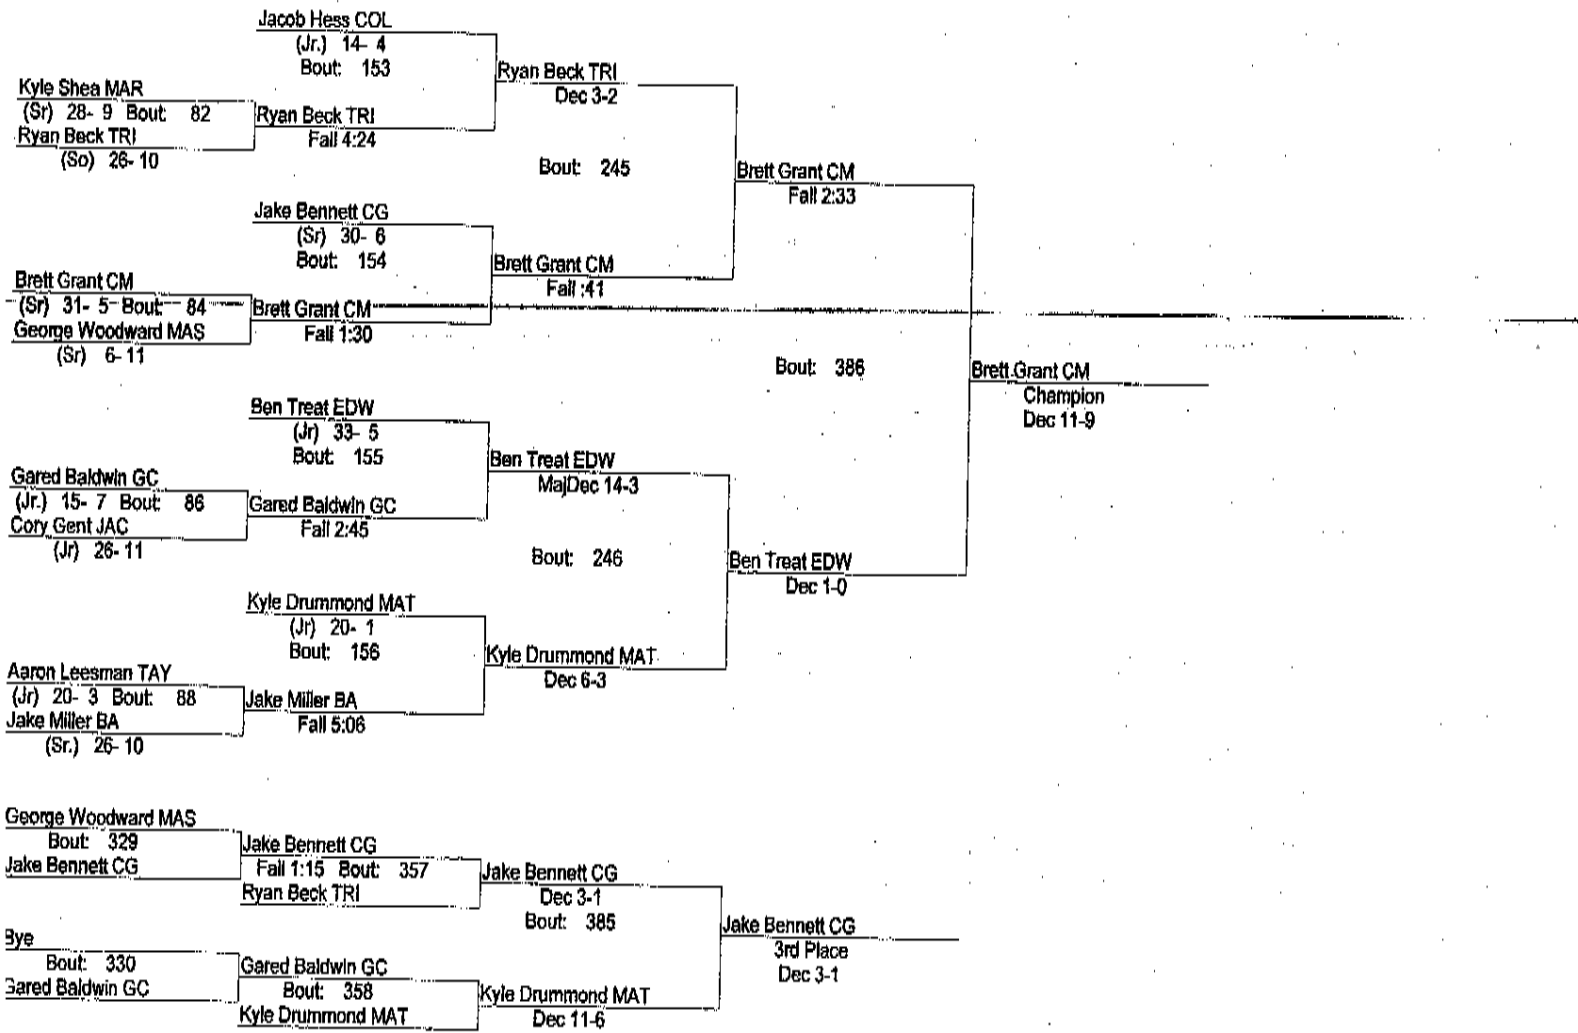 Jacob Hess COL
(Jr.) 14- 4
Bout: 153
Kyle Shea MAR
(Sr) 28- 9 Bout: 82
Ryan Beck TRI
(So) 26- 10
Ryan Beck TRI
Fall 4:24
Ryan Beck TRI
Dec 3-2
Bout: 245
Jake Bennett CG
(Sr) 30- 6
Bout: 154
Brett Grant CM
(Sr) 31- 5 Bout: 84
George Woodward MAS
(Sr) 6- 11
Brett Grant CM
Fall 1:30
Brett Grant CM
Fall :41
Brett Grant CM
Fall 2:33
Bout: 386
Brett Grant CM
Champion
Dec 11-9
Ben Treat EDW
(Jr) 33- 5
Bout: 155
Gared Baldwin GC
(Jr.) 15- 7 Bout: 86
Cory Gent JAC
(Jr) 26- 11
Gared Baldwin GC
Fall 2:45
Ben Treat EDW
MajDec 14-3
Bout: 246
Ben Treat EDW
Dec 1-0
Kyle Drummond MAT
(Jr) 20- 1
Bout: 156
Aaron Leesman TAY
(Jr) 20- 3 Bout: 88
Jake Miller BA
(Sr.) 26- 10
Jake Miller BA
Fall 5:06
Kyle Drummond MAT
Dec 6-3
George Woodward MAS
Bout: 329
Jake Bennett CG
Jake Bennett CG
Fall 1:15 Bout: 357
Ryan Beck TRI
Jake Bennett CG
Dec 3-1
Bout: 385
Bye
Bout: 330
Gared Baldwin GC
Gared Baldwin GC
Bout: 358
Kyle Drummond MAT
Kyle Drummond MAT
Dec 11-6
Jake Bennett CG
3rd Place
Dec 3-1